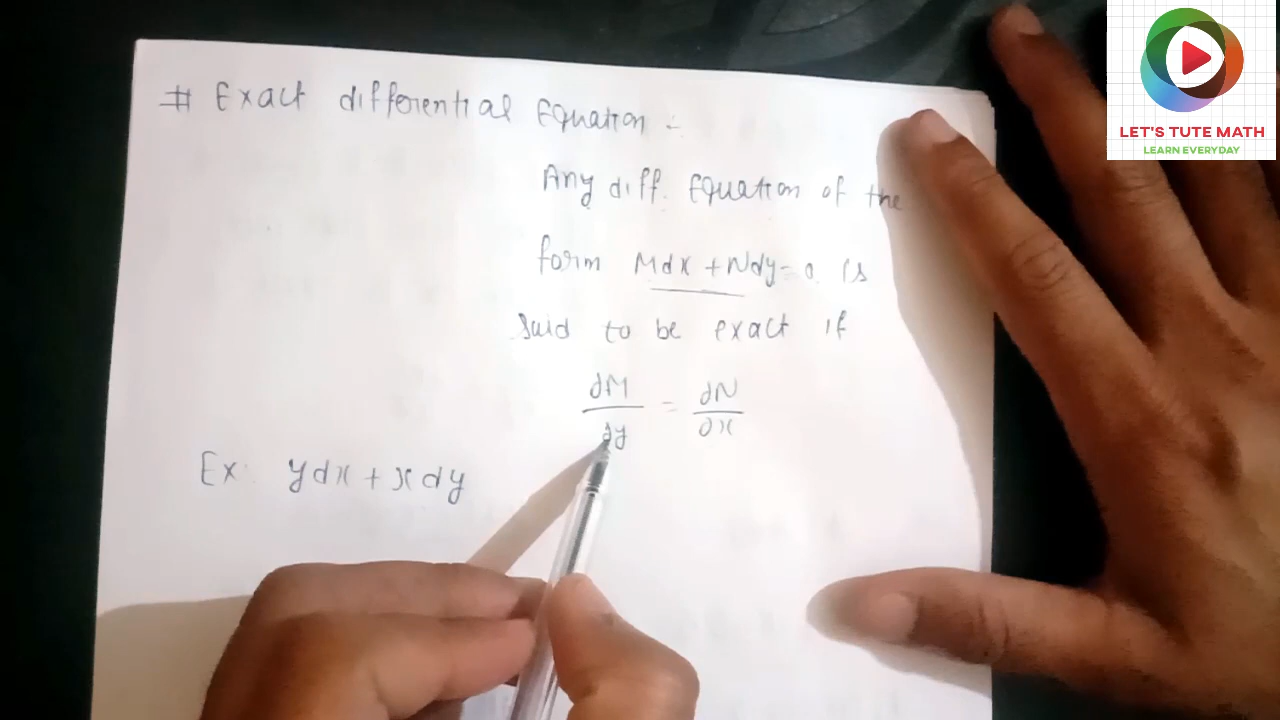 # Exact differential Equation :-
Any diff. Equation of the
form Mdx + Ndy = 0 is
said to be exact if
∂M/∂y = ∂N/∂x
Ex: ydx + xdy
LET'S TUTE MATH
LEARN EVERYDAY